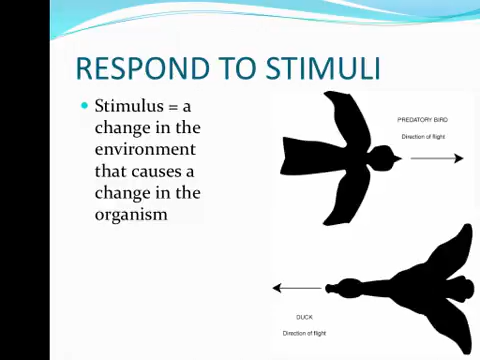 RESPOND TO STIMULI
Stimulus = a
change in the
environment
that causes a
change in the
organism
PREDATORY BIRD
Direction of flight
DUCK
Direction of flight